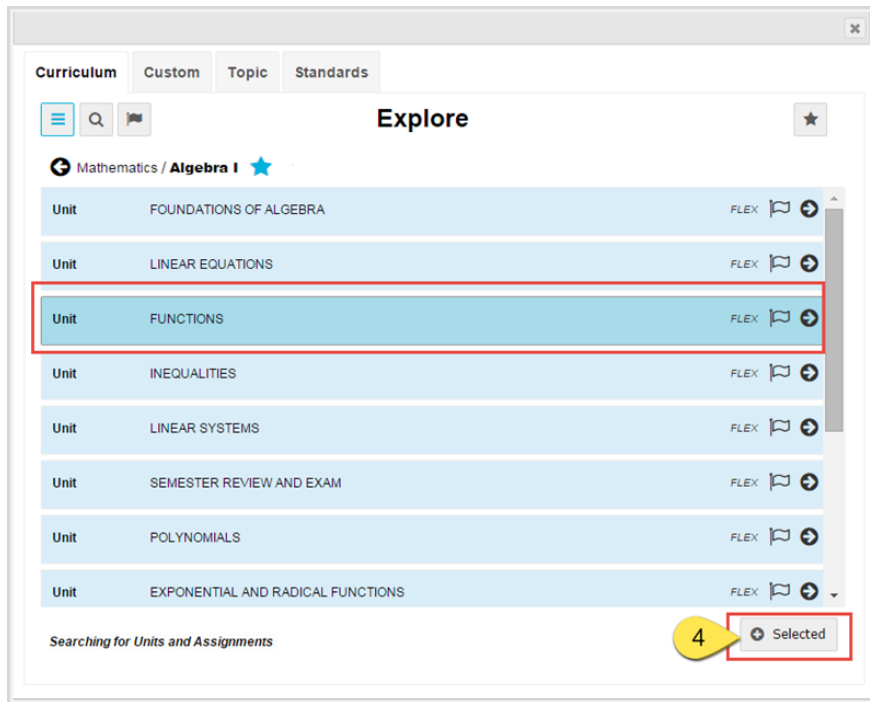 Curriculum Custom Topic Standards
Explore
Mathematics / Algebra I
Unit FOUNDATIONS OF ALGEBRA FLEX
Unit LINEAR EQUATIONS FLEX
Unit FUNCTIONS FLEX
Unit INEQUALITIES FLEX
Unit LINEAR SYSTEMS FLEX
Unit SEMESTER REVIEW AND EXAM FLEX
Unit POLYNOMIALS FLEX
Unit EXPONENTIAL AND RADICAL FUNCTIONS FLEX
Searching for Units and Assignments 4 Selected